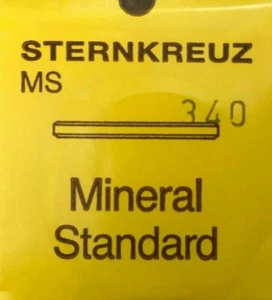 STERNKREUZ
MS
340
Mineral
Standard